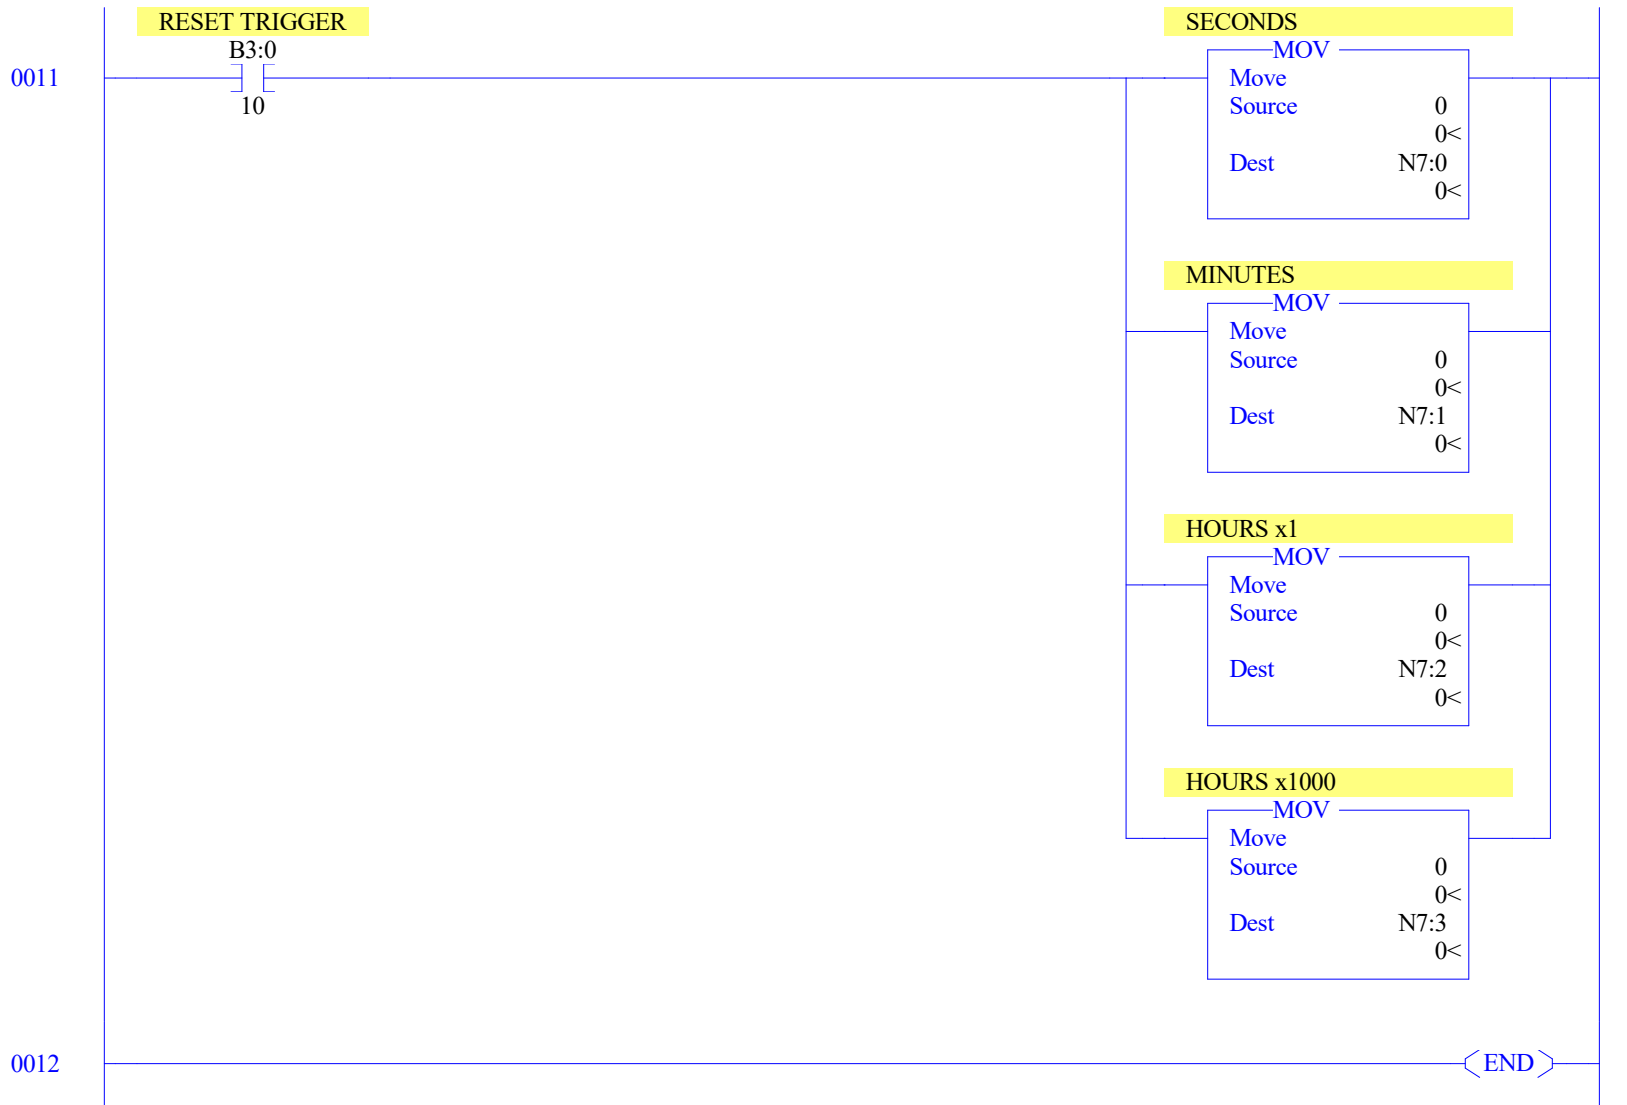 RESET TRIGGER
B3:0
10
0011
SECONDS
MOV
Move
Source 0
0<
Dest N7:0
0<
MINUTES
MOV
Move
Source 0
0<
Dest N7:1
0<
HOURS x1
MOV
Move
Source 0
0<
Dest N7:2
0<
HOURS x1000
MOV
Move
Source 0
0<
Dest N7:3
0<
0012
END